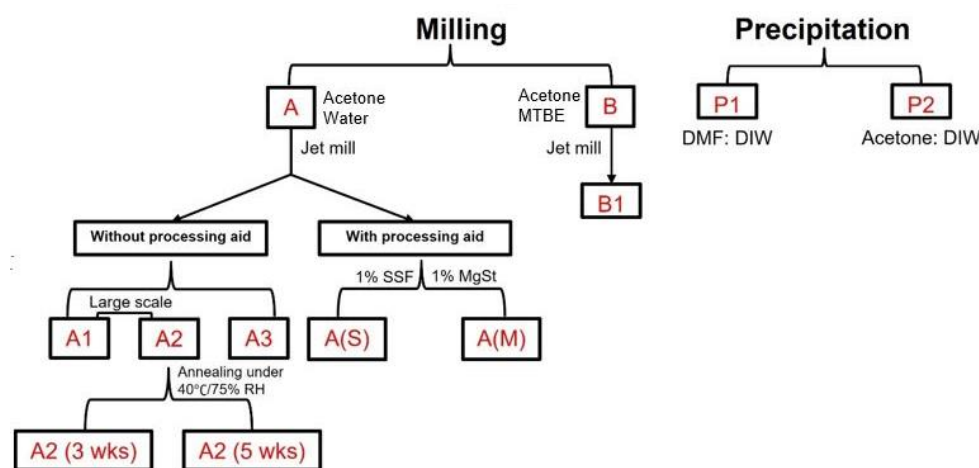 Milling
Precipitation
A
Acetone
Water
Acetone
MTBE
B
P1
P2
DMF: DIW
Acetone: DIW
Jet mill
Jet mill
B1
Without processing aid
With processing aid
1% SSF
1% MgSt
Large scale
A1
A2
A3
A(S)
A(M)
Annealing under
40°C/75% RH
A2 (3 wks)
A2 (5 wks)